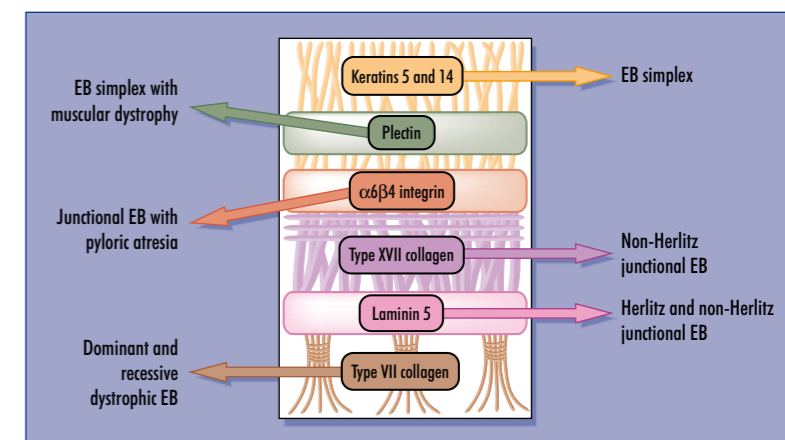 Keratins 5 and 14
EB simplex
EB simplex with
muscular dystrophy
Plectin
α6β4 integrin
Junctional EB with
pyloric atresia
Type XVII collagen
Non-Herlitz
junctional EB
Laminin 5
Herlitz and non-Herlitz
junctional EB
Dominant and
recessive
dystrophic EB
Type VII collagen